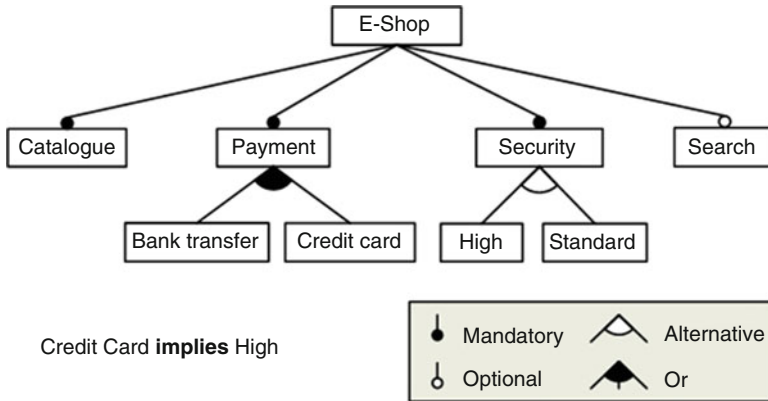 E-Shop
Catalogue
Payment
Security
Search
Bank transfer
Credit card
High
Standard
Credit Card implies High
Mandatory
Alternative
Optional
Or